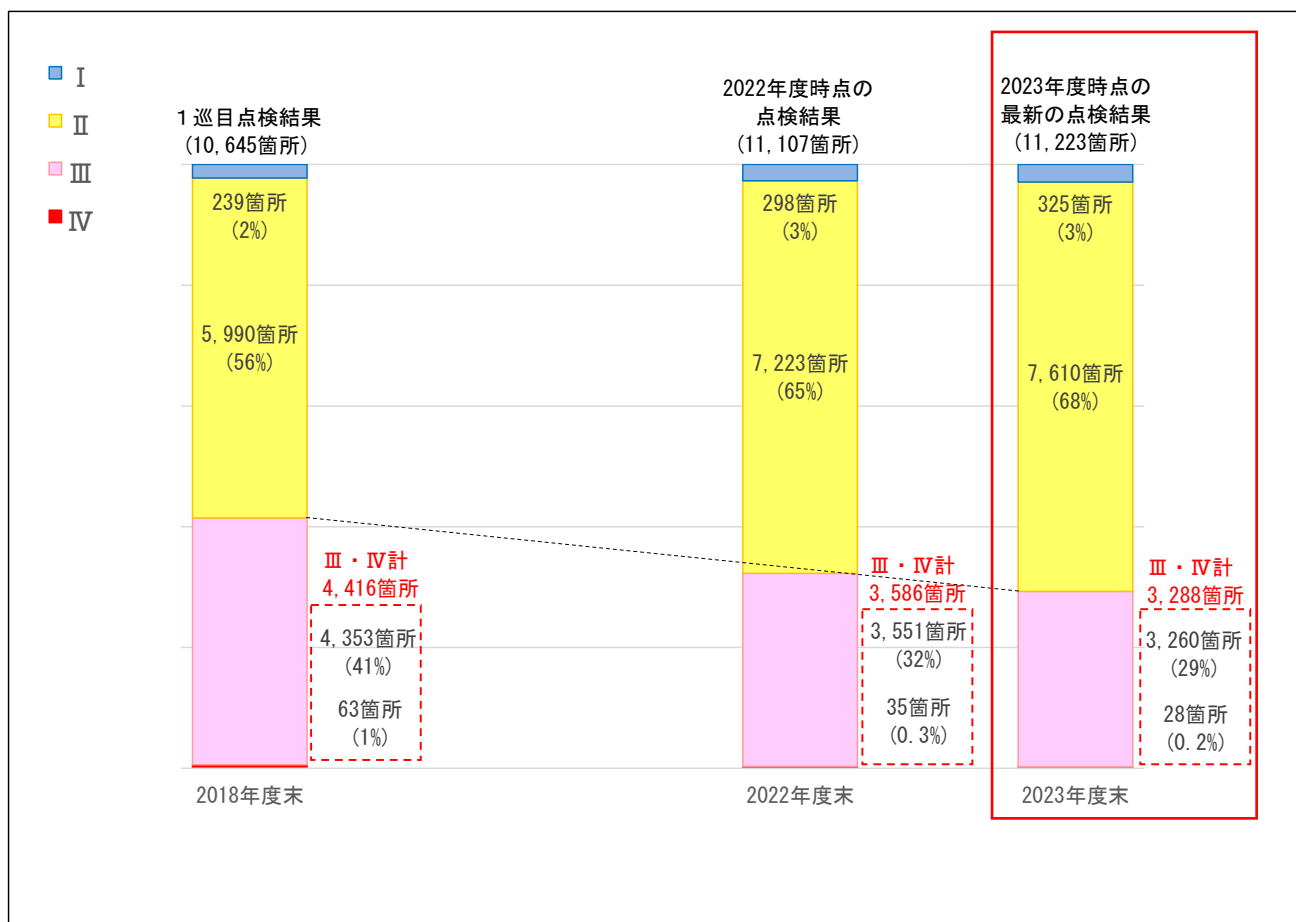 Ⅰ
Ⅱ
Ⅲ
Ⅳ
１巡目点検結果
(10,645箇所)
239箇所
(2%)
5,990箇所
(56%)
Ⅲ・Ⅳ計
4,416箇所
4,353箇所
(41%)
63箇所
(1%)
2018年度末
2022年度時点の
点検結果
(11,107箇所)
298箇所
(3%)
7,223箇所
(65%)
Ⅲ・Ⅳ計
3,586箇所
3,551箇所
(32%)
35箇所
(0.3%)
2022年度末
2023年度時点の
最新の点検結果
(11,223箇所)
325箇所
(3%)
7,610箇所
(68%)
Ⅲ・Ⅳ計
3,288箇所
3,260箇所
(29%)
28箇所
(0.2%)
2023年度末